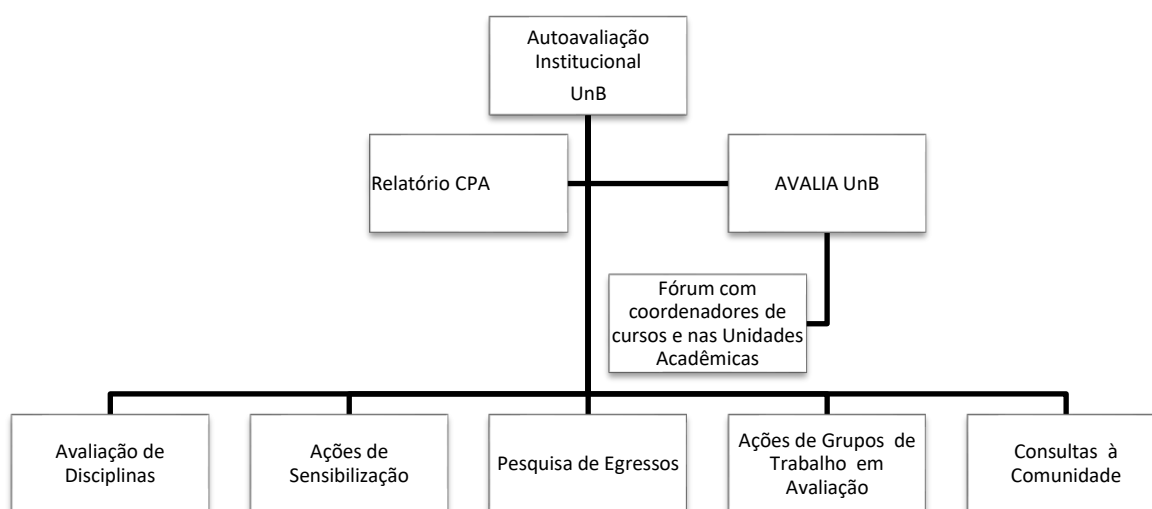 Autoavaliação
Institucional
UnB
Relatório CPA
AVALIA UnB
Fórum com
coordenadores de
cursos e nas Unidades
Acadêmicas
Avaliação de
Disciplinas
Ações de
Sensibilização
Pesquisa de Egressos
Ações de Grupos de
Trabalho em
Avaliação
Consultas à
Comunidade